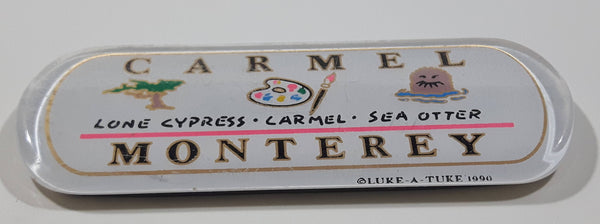 CARMEL
LONE CYPRESS · CARMEL · SEA OTTER
MONTEREY
©LUKE-A-TUKE 1990